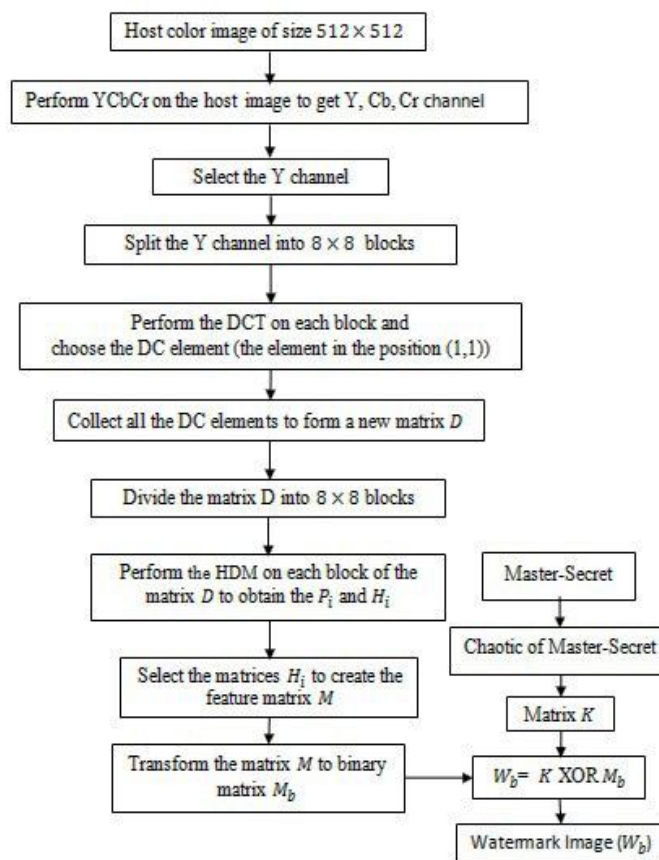 Host color image of size 512 × 512
Perform YCbCr on the host image to get Y, Cb, Cr channel
Select the Y channel
Split the Y channel into 8 × 8 blocks
Perform the DCT on each block and
choose the DC element (the element in the position (1,1))
Collect all the DC elements to form a new matrix D
Divide the matrix D into 8 × 8 blocks
Perform the HDM on each block of the
matrix D to obtain the Pᵢ and Hᵢ
Select the matrices Hᵢ to create the
feature matrix M
Transform the matrix M to binary
matrix M_b
Master-Secret
Chaotic of Master-Secret
Matrix K
W_b= K XOR M_b
Watermark Image (W_b)